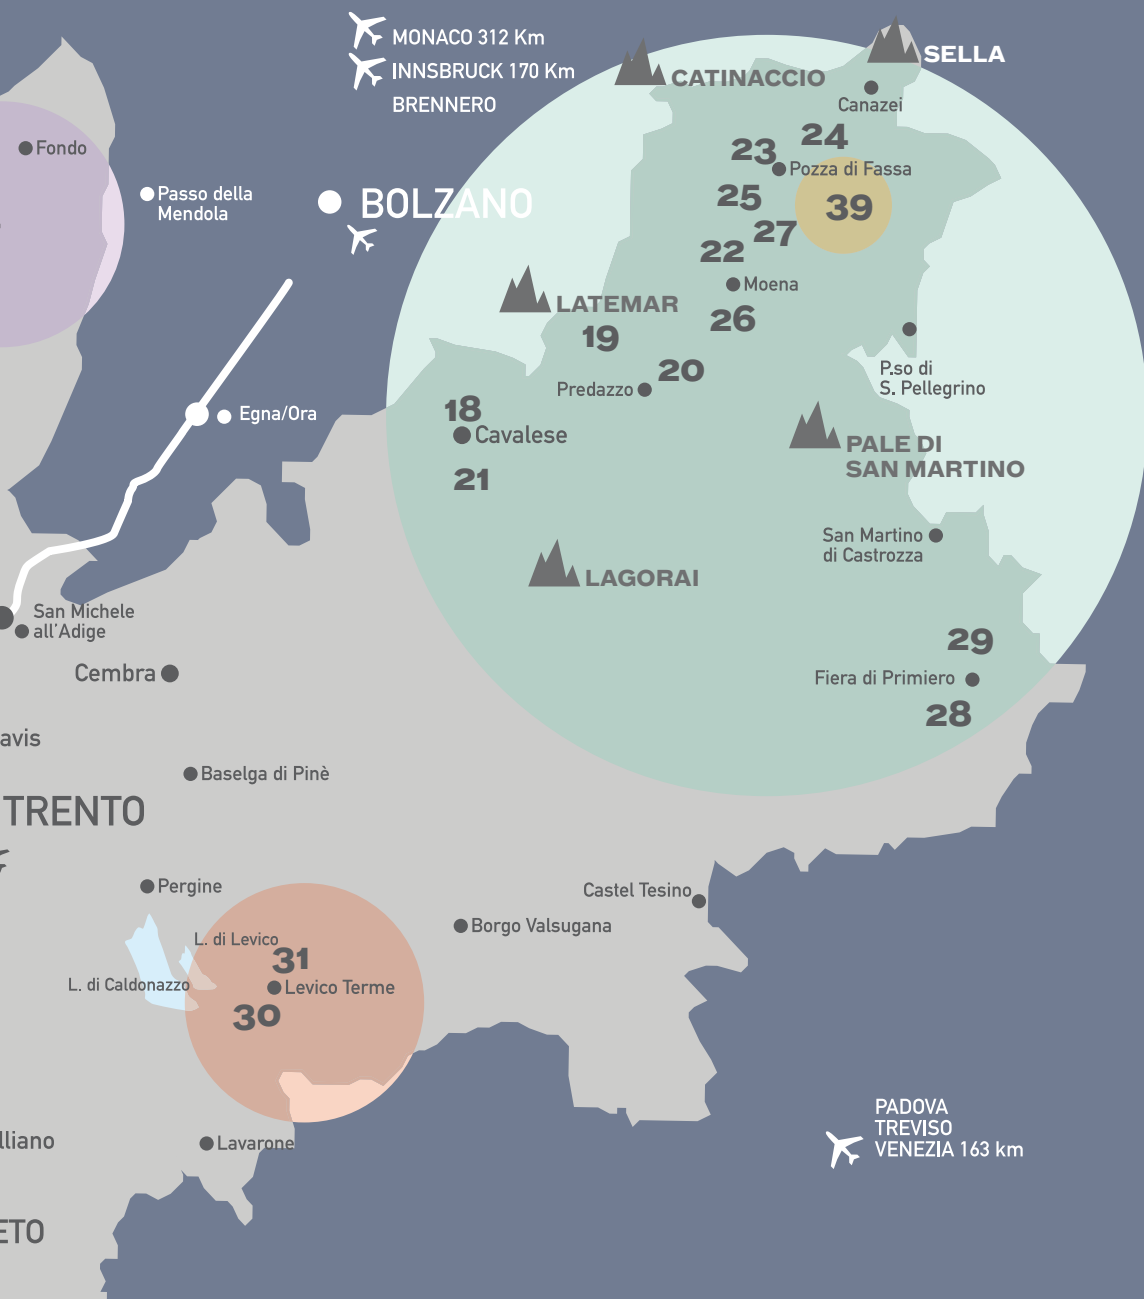 MONACO 312 Km
INNSBRUCK 170 Km
BRENNERO
SELLA
CATINACCIO
Canazei
24
23
Pozza di Fassa
Fondo
Passo della
Mendola
BOLZANO
25
39
27
22
Moena
LATEMAR
26
19
P.so di
S. Pellegrino
20
Predazzo
18
Egna/Ora
Cavalese
PALE DI
SAN MARTINO
21
San Martino
di Castrozza
LAGORAI
San Michele
all'Adige
29
Cembra
Fiera di Primiero
28
avis
Baselga di Pinè
TRENTO
Pergine
Castel Tesino
Borgo Valsugana
L. di Levico
31
L. di Caldonazzo
Levico Terme
30
PADOVA
TREVISO
VENEZIA 163 km
lliano
Lavarone
ETO